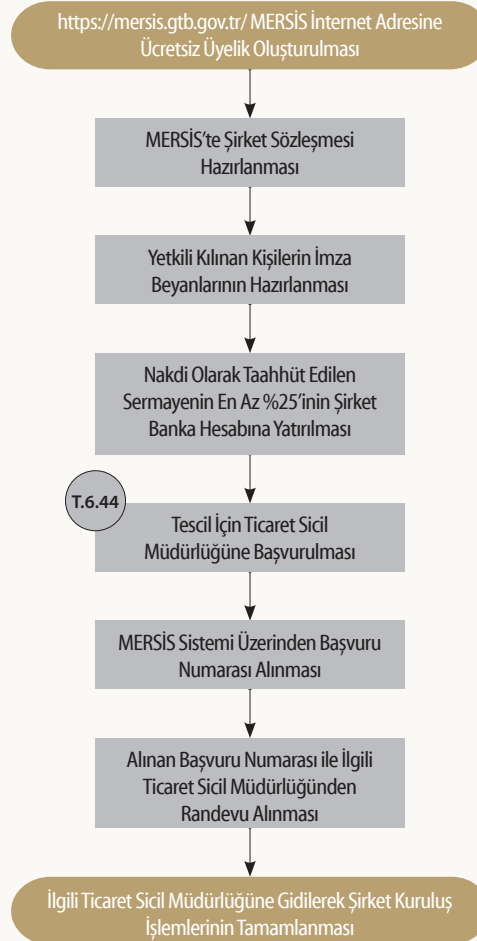 https://mersis.gtb.gov.tr/ MERSİS İnternet Adresine
Ücretsiz Üyelik Oluşturulması
MERSİS’te Şirket Sözleşmesi
Hazırlanması
Yetkili Kılınan Kişilerin İmza
Beyanlarının Hazırlanması
Nakdi Olarak Taahhüt Edilen
Sermayenin En Az %25’inin Şirket
Banka Hesabına Yatırılması
T.6.44
Tescil İçin Ticaret Sicil
Müdürlüğüne Başvurulması
MERSİS Sistemi Üzerinden Başvuru
Numarası Alınması
Alınan Başvuru Numarası ile İlgili
Ticaret Sicil Müdürlüğünden
Randevu Alınması
İlgili Ticaret Sicil Müdürlüğüne Gidilerek Şirket Kuruluş
İşlemlerinin Tamamlanması